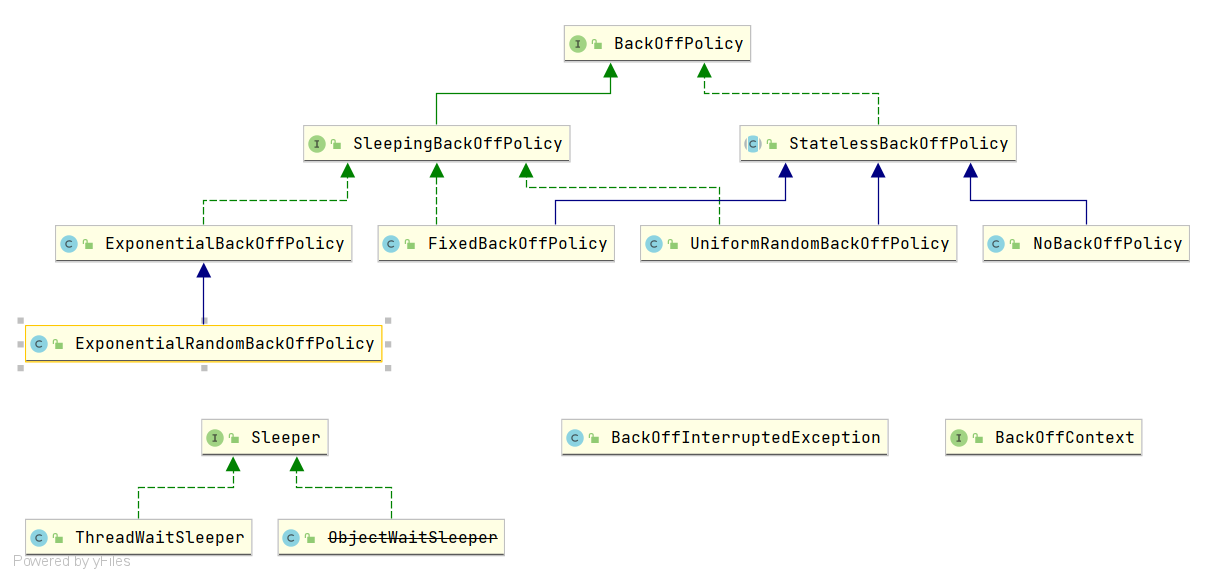 I BackOffPolicy
I SleepingBackOffPolicy
C StatelessBackOffPolicy
C ExponentialBackOffPolicy
C FixedBackOffPolicy
C UniformRandomBackOffPolicy
C NoBackOffPolicy
C ExponentialRandomBackOffPolicy
I Sleeper
C BackOffInterruptedException
I BackOffContext
C ThreadWaitSleeper
C ObjectWaitSleeper
Powered by yFiles